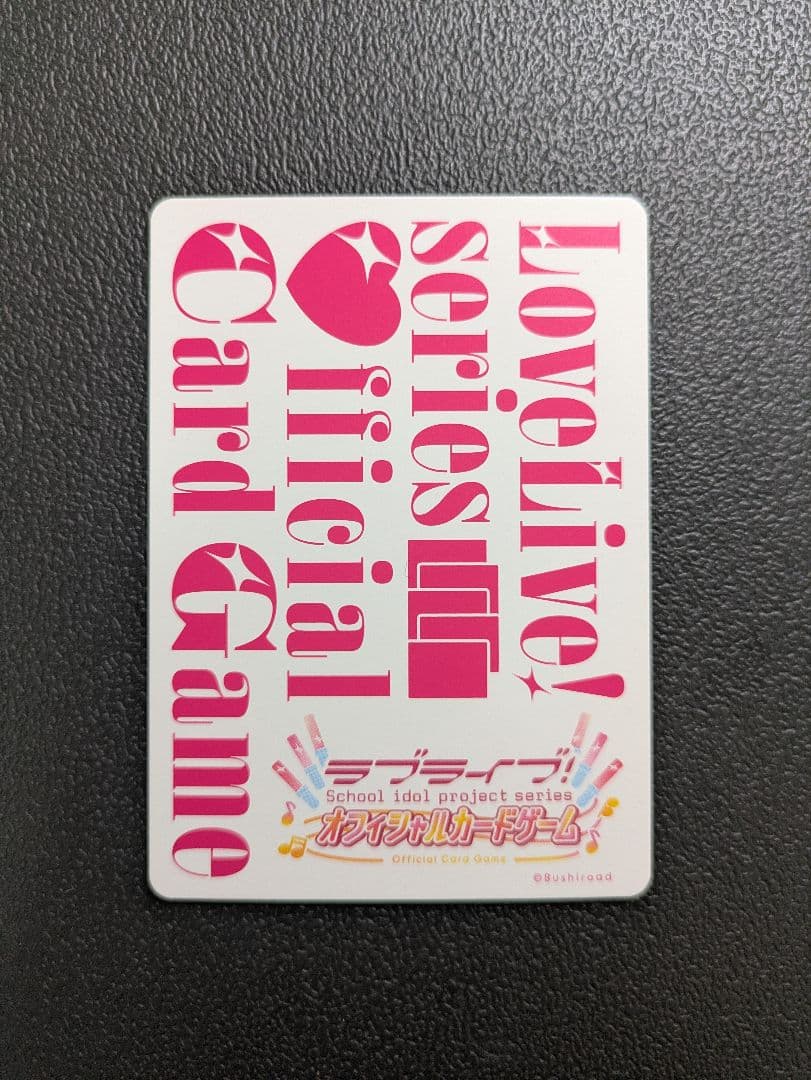 LoveLive!
series
official
Card Game
ラブライブ!
School idol project series
オフィシャルカードゲーム
Official Card Game
©Bushiroad